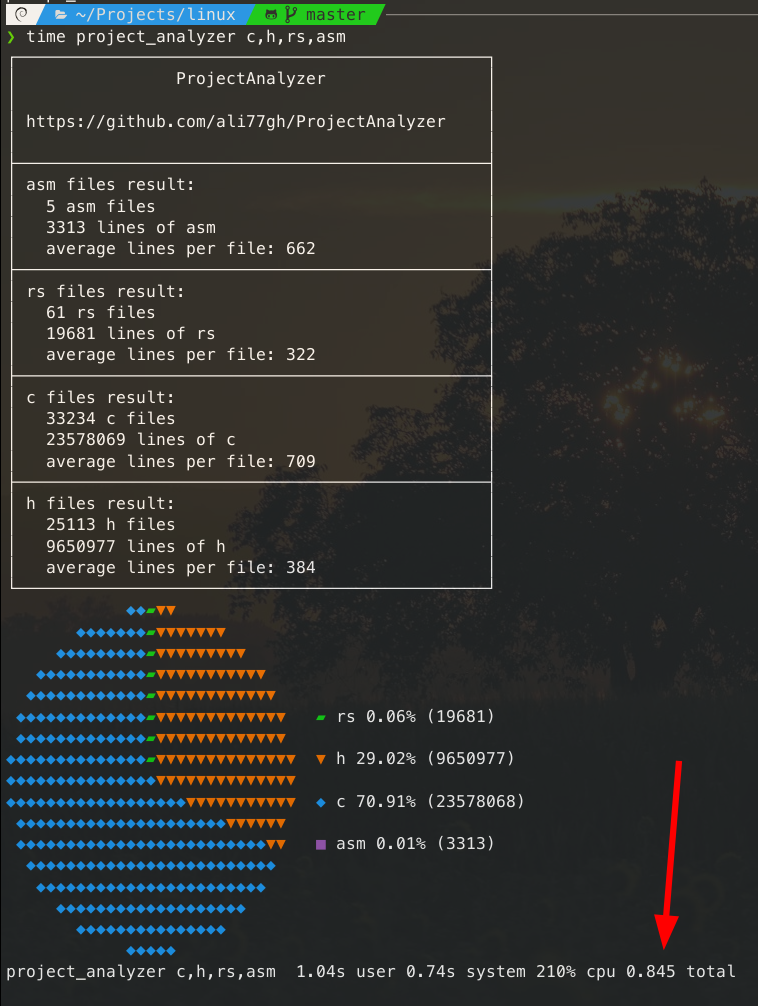 ~/Projects/linux master
❯ time project_analyzer c,h,rs,asm
ProjectAnalyzer
https://github.com/ali77gh/ProjectAnalyzer
asm files result:
5 asm files
3313 lines of asm
average lines per file: 662
rs files result:
61 rs files
19681 lines of rs
average lines per file: 322
c files result:
33234 c files
23578069 lines of c
average lines per file: 709
h files result:
25113 h files
9650977 lines of h
average lines per file: 384
rs 0.06% (19681)
h 29.02% (9650977)
c 70.91% (23578068)
asm 0.01% (3313)
project_analyzer c,h,rs,asm  1.04s user 0.74s system 210% cpu 0.845 total